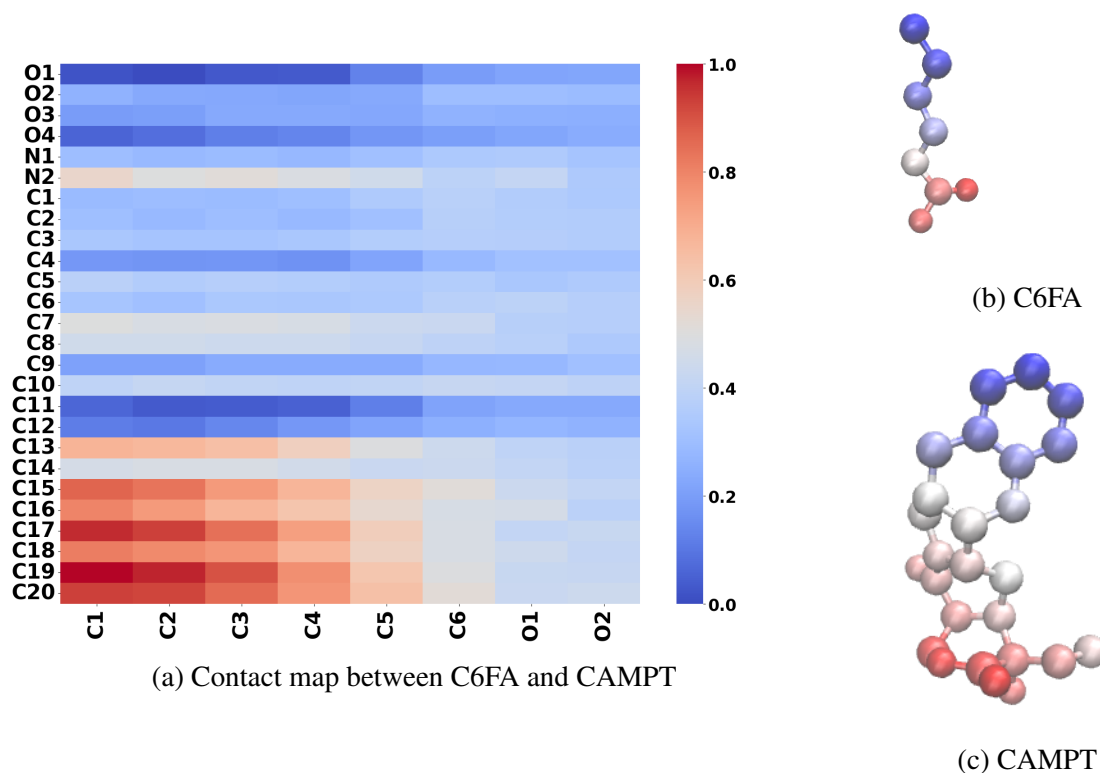 O1
O2
O3
O4
N1
N2
C1
C2
C3
C4
C5
C6
C7
C8
C9
C10
C11
C12
C13
C14
C15
C16
C17
C18
C19
C20
C1 C2 C3 C4 C5 C6 O1 O2
1.0
0.8
0.6
0.4
0.2
0.0
(a) Contact map between C6FA and CAMPT
(b) C6FA
(c) CAMPT